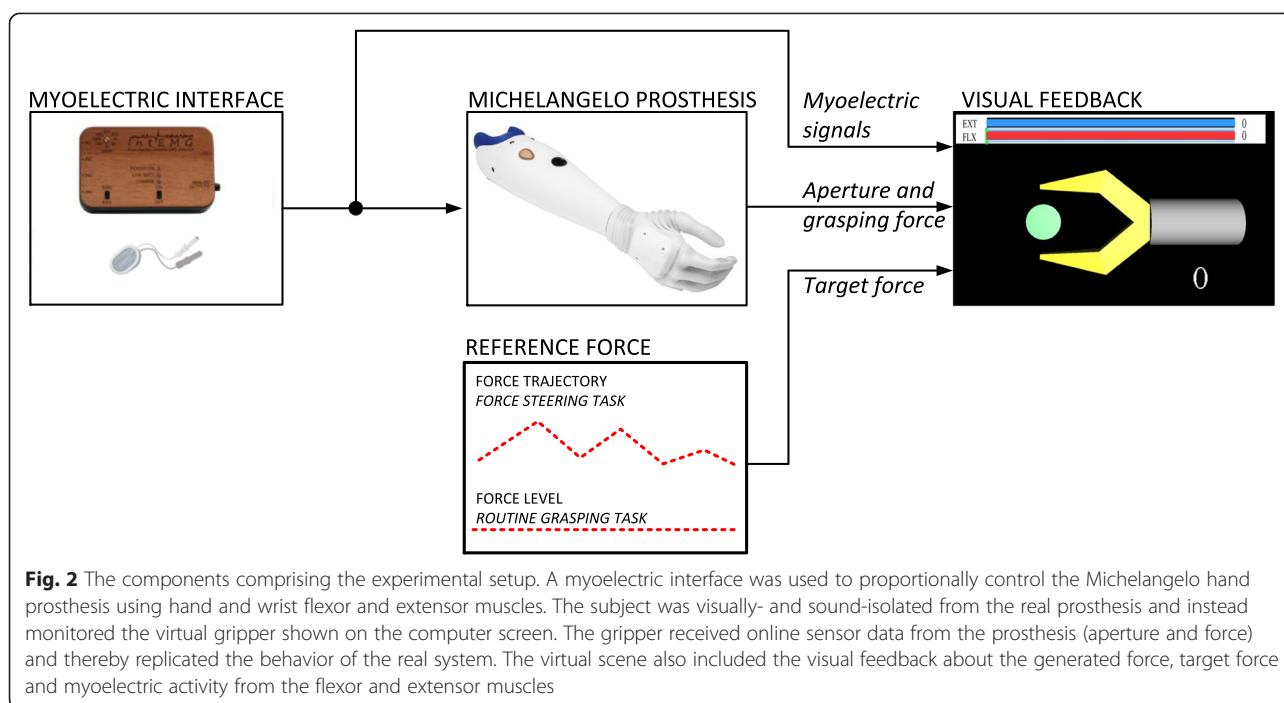 MYOELECTRIC INTERFACE
MICHELANGELO PROSTHESIS
Myoelectric
signals
VISUAL FEEDBACK
EXT 0
FLX 0
IntEMG
Aperture and
grasping force
0
Target force
REFERENCE FORCE
FORCE TRAJECTORY
FORCE STEERING TASK
FORCE LEVEL
ROUTINE GRASPING TASK
Fig. 2 The components comprising the experimental setup. A myoelectric interface was used to proportionally control the Michelangelo hand
prosthesis using hand and wrist flexor and extensor muscles. The subject was visually- and sound-isolated from the real prosthesis and instead
monitored the virtual gripper shown on the computer screen. The gripper received online sensor data from the prosthesis (aperture and force)
and thereby replicated the behavior of the real system. The virtual scene also included the visual feedback about the generated force, target force
and myoelectric activity from the flexor and extensor muscles